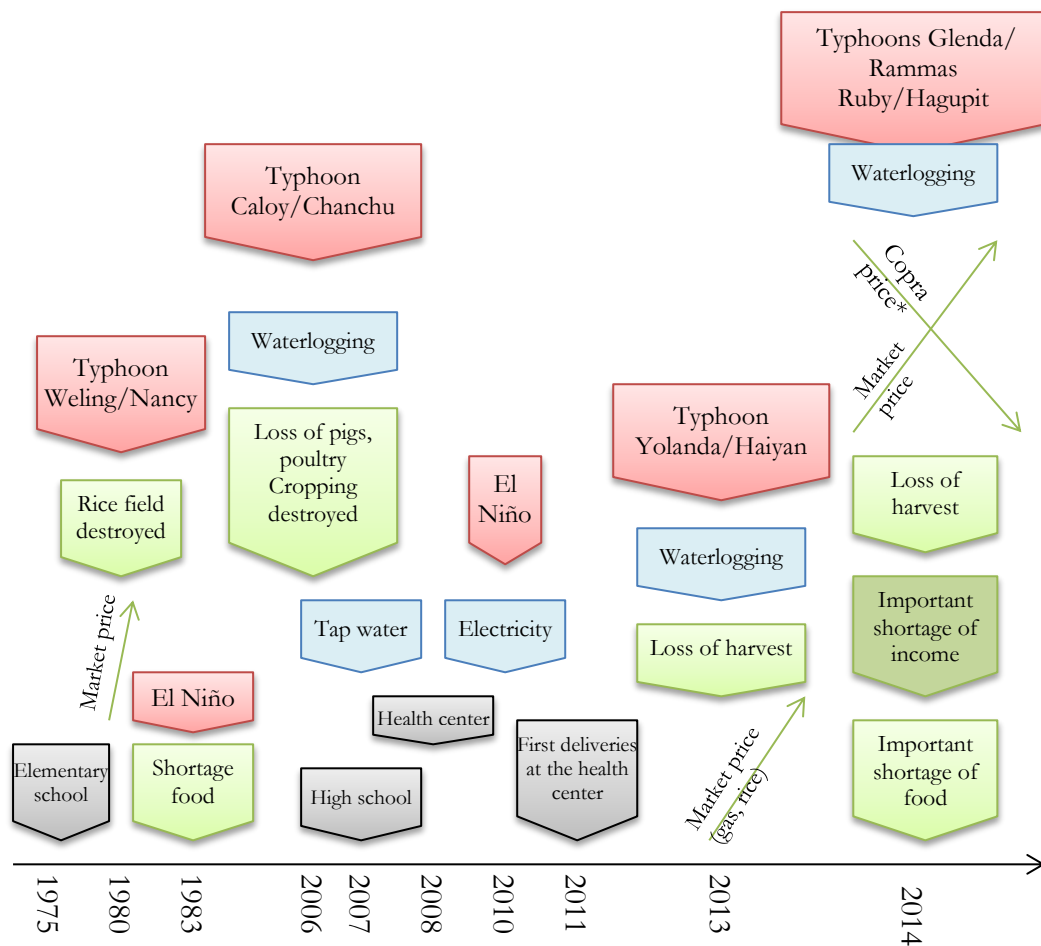 Typhoons Glenda/
Rammas
Ruby/Hagupit
Waterlogging
Typhoon
Caloy/Chanchu
Copra
price*
Market
price
Waterlogging
Typhoon
Weling/Nancy
Typhoon
Yolanda/Haiyan
Loss of pigs,
poultry
Cropping
destroyed
El
Niño
Loss of
harvest
Rice field
destroyed
Waterlogging
Market price
Tap water
Electricity
Important
shortage of
income
Loss of harvest
El Niño
Health center
Market price
(gas, rice)
Elementary
school
Shortage
food
High school
First deliveries
at the health
center
Important
shortage of
food
1975
1980
1983
2006
2007
2008
2010
2011
2013
2014